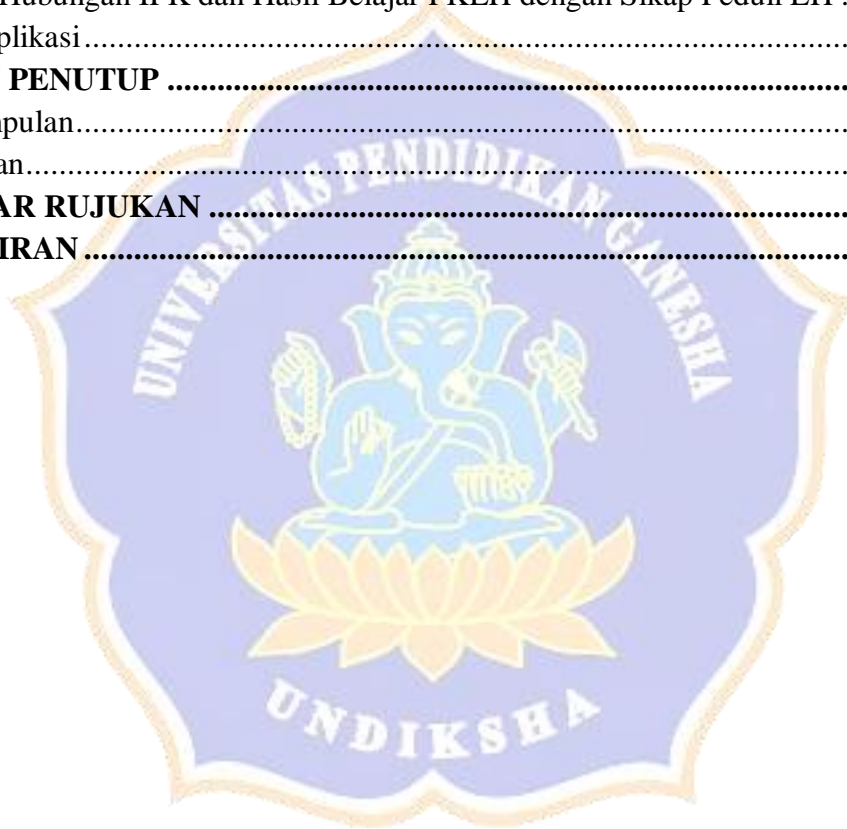 Hubungan IPK dan Hasil Belajar PKLH dengan Sikap Peduli LH .
plikasi
PENUTUP
pulan
an
AR RUJUKAN
IRAN
UNIVERSITAS PENDIDIKAN GANESHA
UNDIKSHA